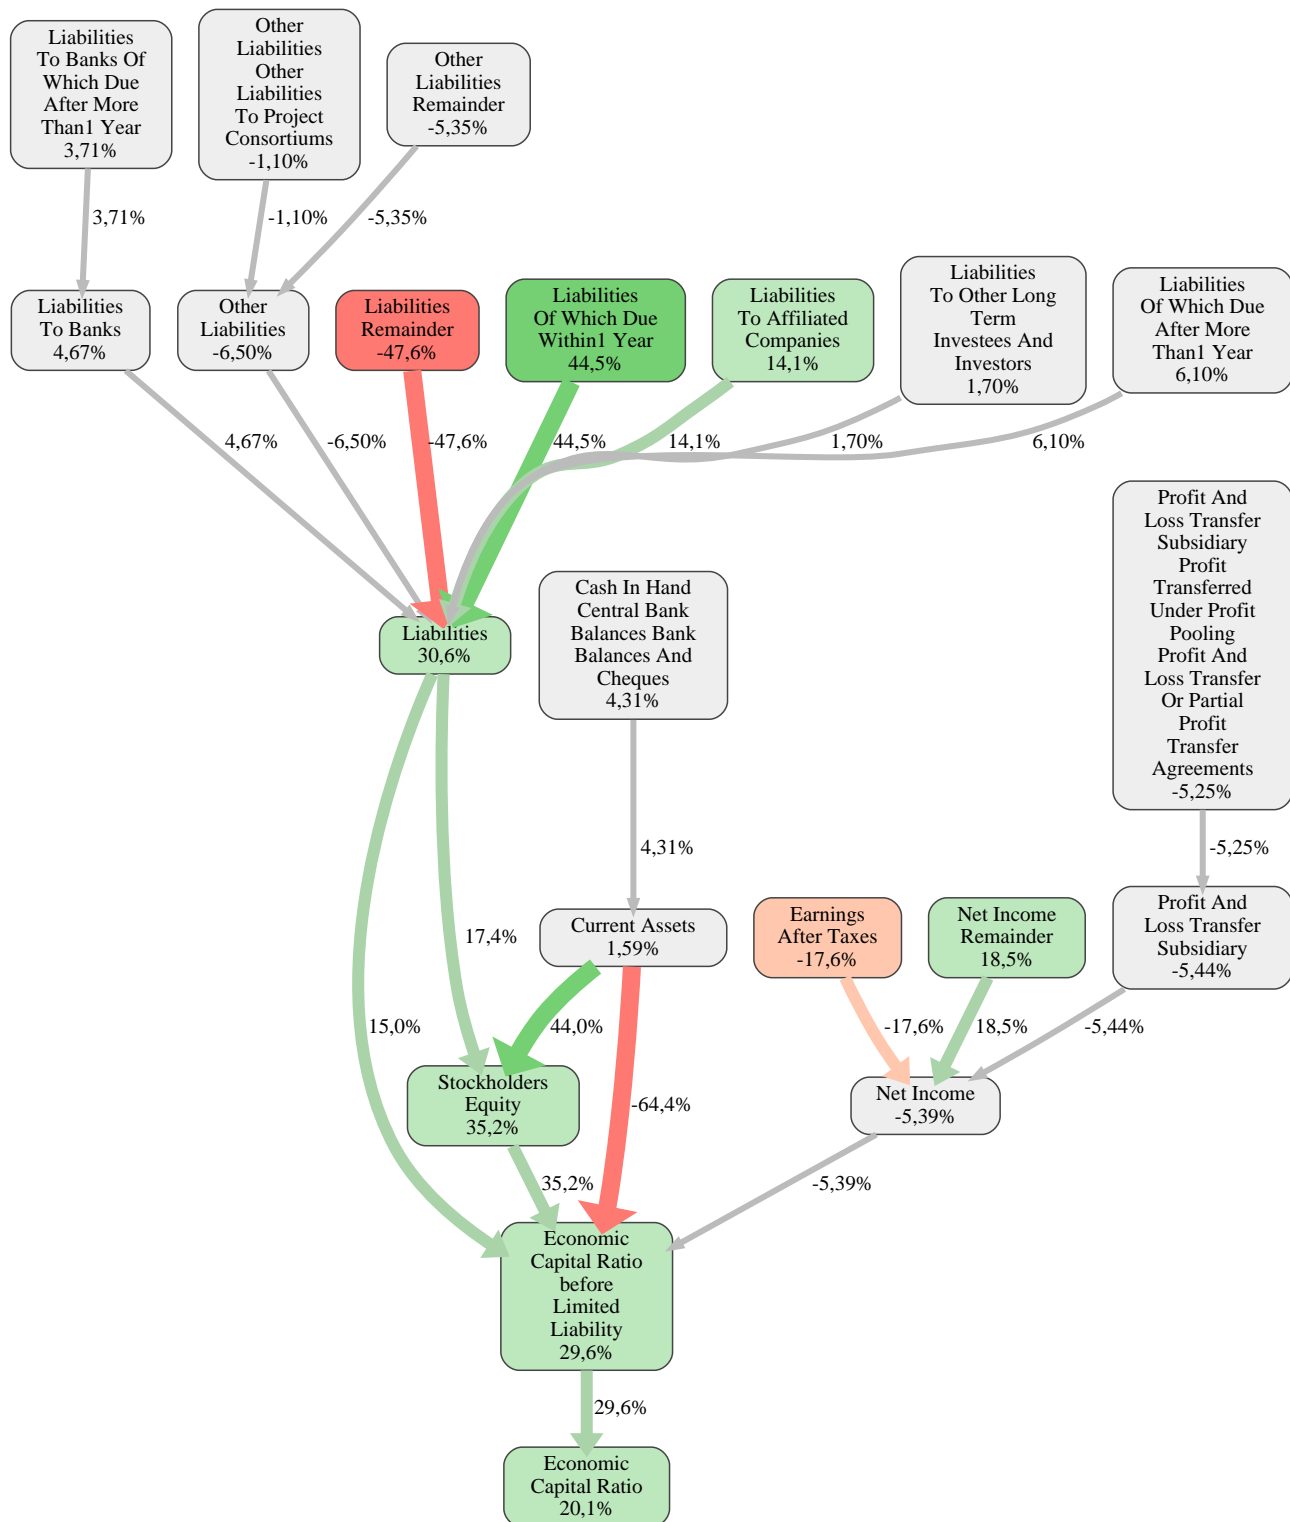 Liabilities
To Banks Of
Which Due
After More
Than1 Year
3,71%
Other
Liabilities
Other
Liabilities
To Project
Consortiums
-1,10%
Other
Liabilities
Remainder
-5,35%
3,71%
-1,10%
-5,35%
Liabilities
To Banks
4,67%
Other
Liabilities
-6,50%
Liabilities
Remainder
-47,6%
Liabilities
Of Which Due
Within1 Year
44,5%
Liabilities
To Affiliated
Companies
14,1%
Liabilities
To Other Long
Term
Investees And
Investors
1,70%
Liabilities
Of Which Due
After More
Than1 Year
6,10%
4,67%
-6,50%
-47,6%
44,5%
14,1%
1,70%
6,10%
Liabilities
30,6%
Cash In Hand
Central Bank
Balances Bank
Balances And
Cheques
4,31%
Profit And
Loss Transfer
Subsidiary
Profit
Transferred
Under Profit
Pooling
Profit And
Loss Transfer
Or Partial
Profit
Transfer
Agreements
-5,25%
4,31%
-5,25%
17,4%
Current Assets
1,59%
Earnings
After Taxes
-17,6%
Net Income
Remainder
18,5%
Profit And
Loss Transfer
Subsidiary
-5,44%
15,0%
44,0%
-64,4%
-17,6%
18,5%
-5,44%
Stockholders
Equity
35,2%
Net Income
-5,39%
35,2%
-5,39%
Economic
Capital Ratio
before
Limited
Liability
29,6%
29,6%
Economic
Capital Ratio
20,1%